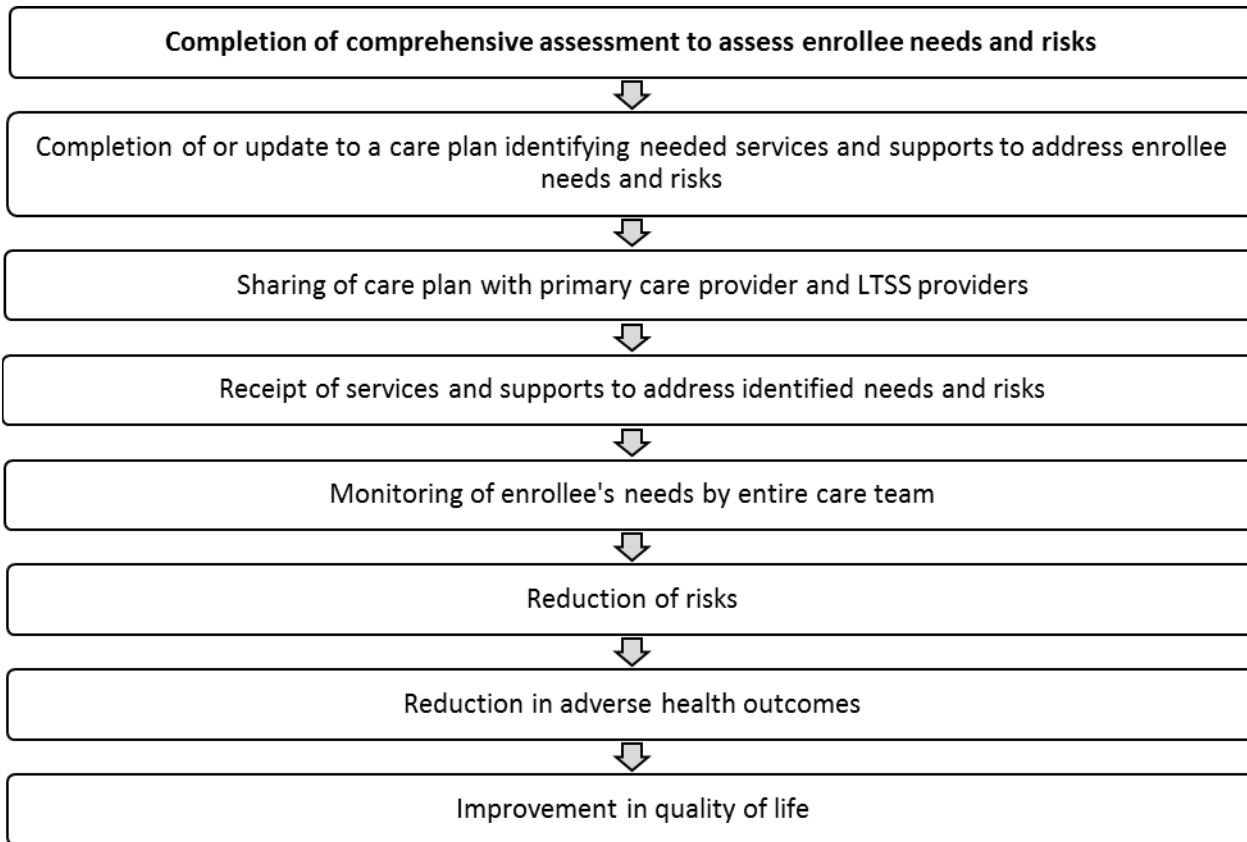 Completion of comprehensive assessment to assess enrollee needs and risks
Completion of or update to a care plan identifying needed services and supports to address enrollee
needs and risks
Sharing of care plan with primary care provider and LTSS providers
Receipt of services and supports to address identified needs and risks
Monitoring of enrollee's needs by entire care team
Reduction of risks
Reduction in adverse health outcomes
Improvement in quality of life